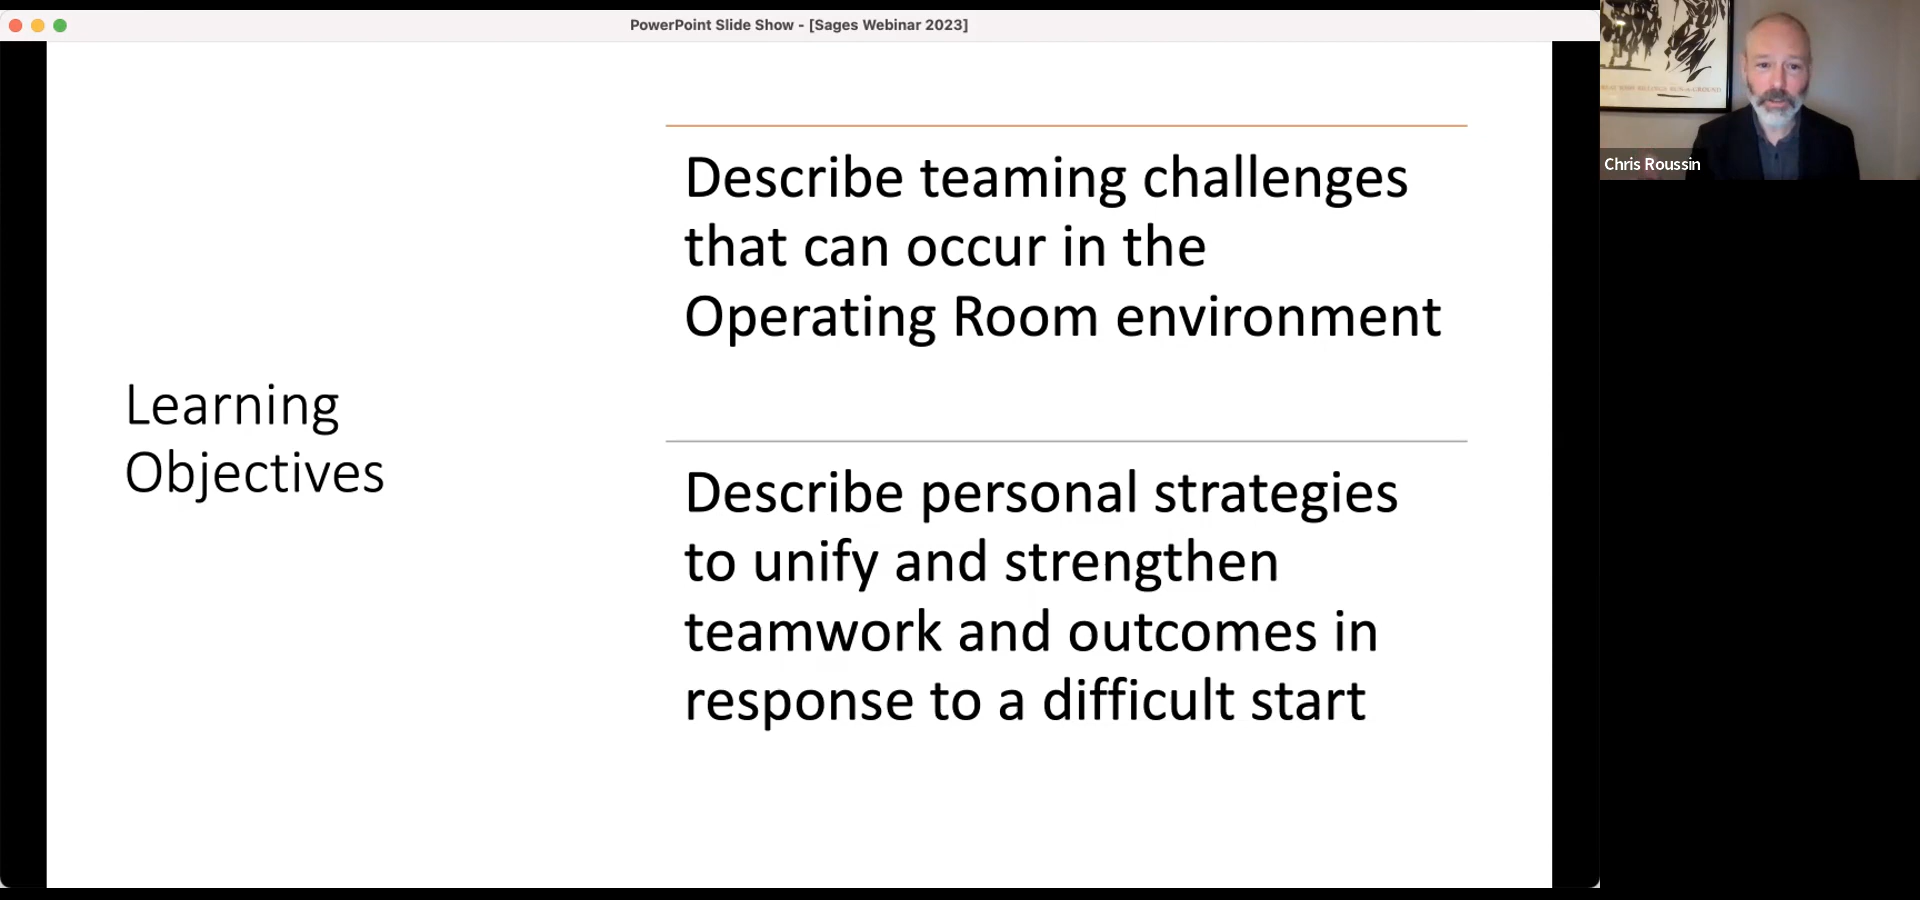 PowerPoint Slide Show - [Sages Webinar 2023]
Learning
Objectives
Describe teaming challenges
that can occur in the
Operating Room environment
Describe personal strategies
to unify and strengthen
teamwork and outcomes in
response to a difficult start
Chris Roussin